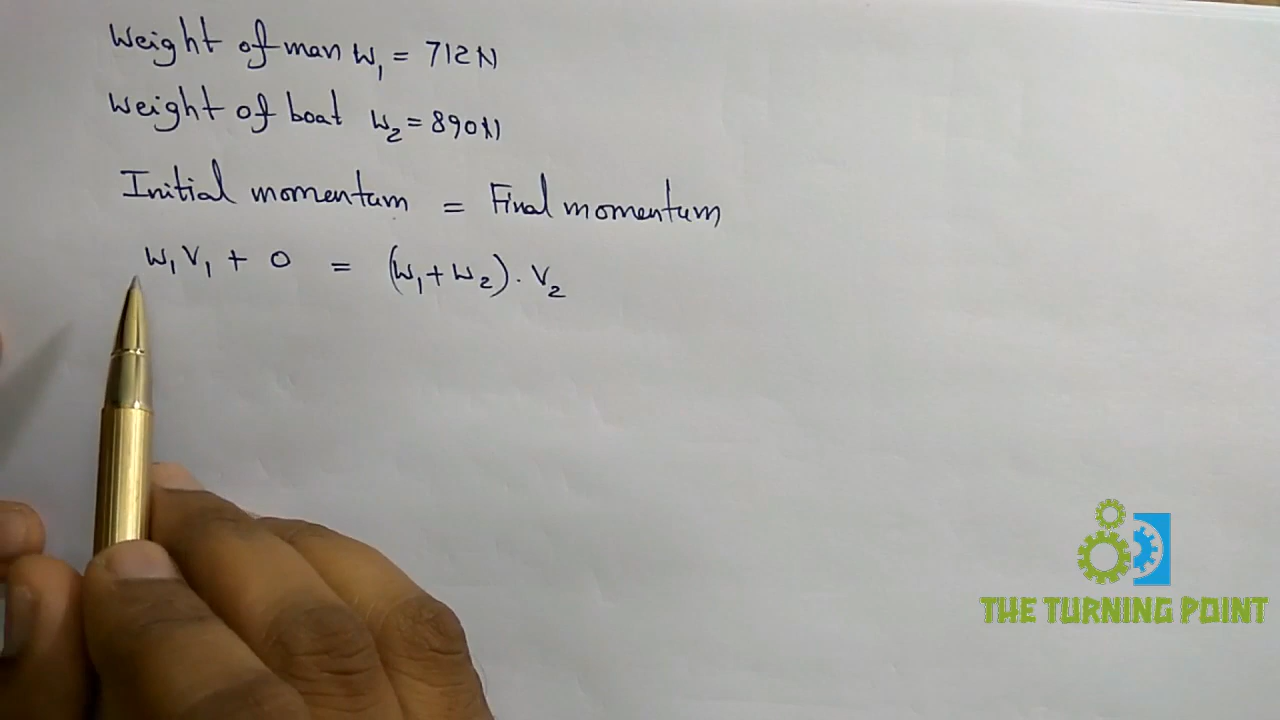 Weight of man W₁ = 712N
Weight of boat W₂ = 890N
Initial momentum = Final momentum
W₁V₁ + 0 = (W₁+W₂).V₂
THE TURNING POINT